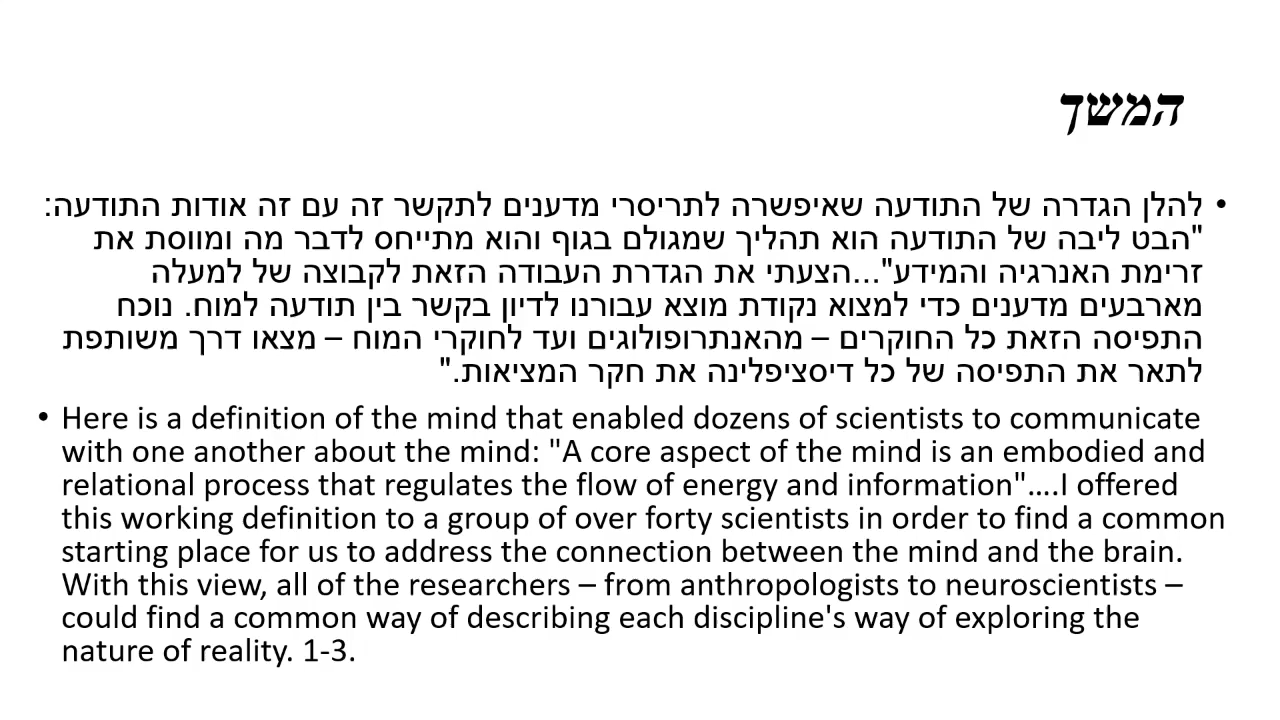 המשך
• להלן הגדרה של התודעה שאיפשרה לתריסרי מדענים לתקשר זה עם זה אודות התודעה:
"הבט ליבה של התודעה הוא תהליך שמגולם בגוף והוא מתייחס לדבר מה ומווסת את
זרימת האנרגיה והמידע"...הצעתי את הגדרת העבודה הזאת לקבוצה של למעלה
מארבעים מדענים כדי למצוא נקודת מוצא עבורנו לדיון בקשר בין תודעה למוח. נוכח
התפיסה הזאת כל החוקרים – מהאנתרופולוגים ועד לחוקרי המוח – מצאו דרך משותפת
לתאר את התפיסה של כל דיסציפלינה את חקר המציאות."
• Here is a definition of the mind that enabled dozens of scientists to communicate
with one another about the mind: "A core aspect of the mind is an embodied and
relational process that regulates the flow of energy and information"….I offered
this working definition to a group of over forty scientists in order to find a common
starting place for us to address the connection between the mind and the brain.
With this view, all of the researchers – from anthropologists to neuroscientists –
could find a common way of describing each discipline's way of exploring the
nature of reality. 1-3.